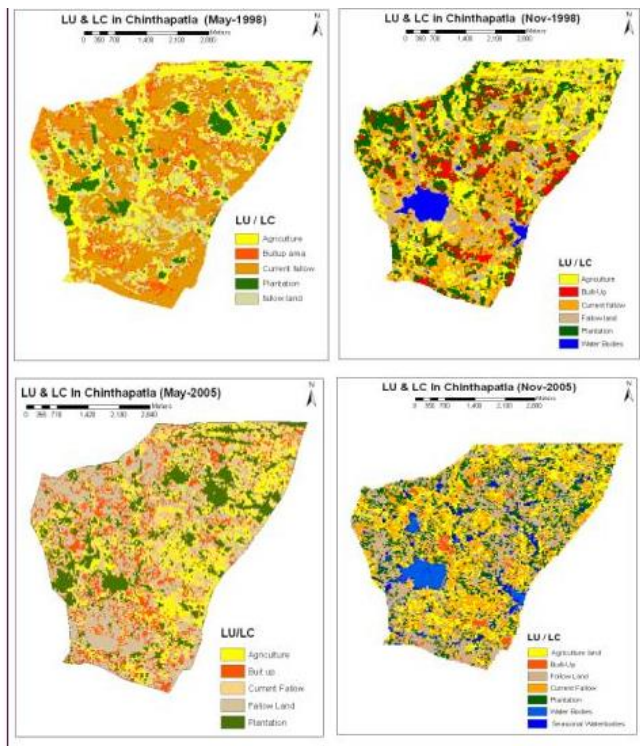 LU & LC in Chinthapatla (May-1998)
N
0 350 700 1,400 2,100 2,800
Meters
LU / LC
Agriculture
Builtup area
Current fallow
Plantation
fallow land
LU & LC in Chinthapatla (Nov-1998)
N
0 350 700 1,400 2,100 2,800
Meters
LU / LC
Agriculture
Built-Up
Current fallow
Fallow land
Plantation
Water Bodies
LU & LC in Chinthapatla (May-2005)
N
Meters
LU/LC
Agriculture
Buit up
Current Fallow
Fallow Land
Plantation
LU & LC in Chinthapatla (Nov-2005)
N
0 350 700 1,400 2,100 2,800
Meters
LU / LC
Agriculture land
Built-Up
Fallow Land
Current Fallow
Plantation
Water Bodies
Seasonal Waterbodies